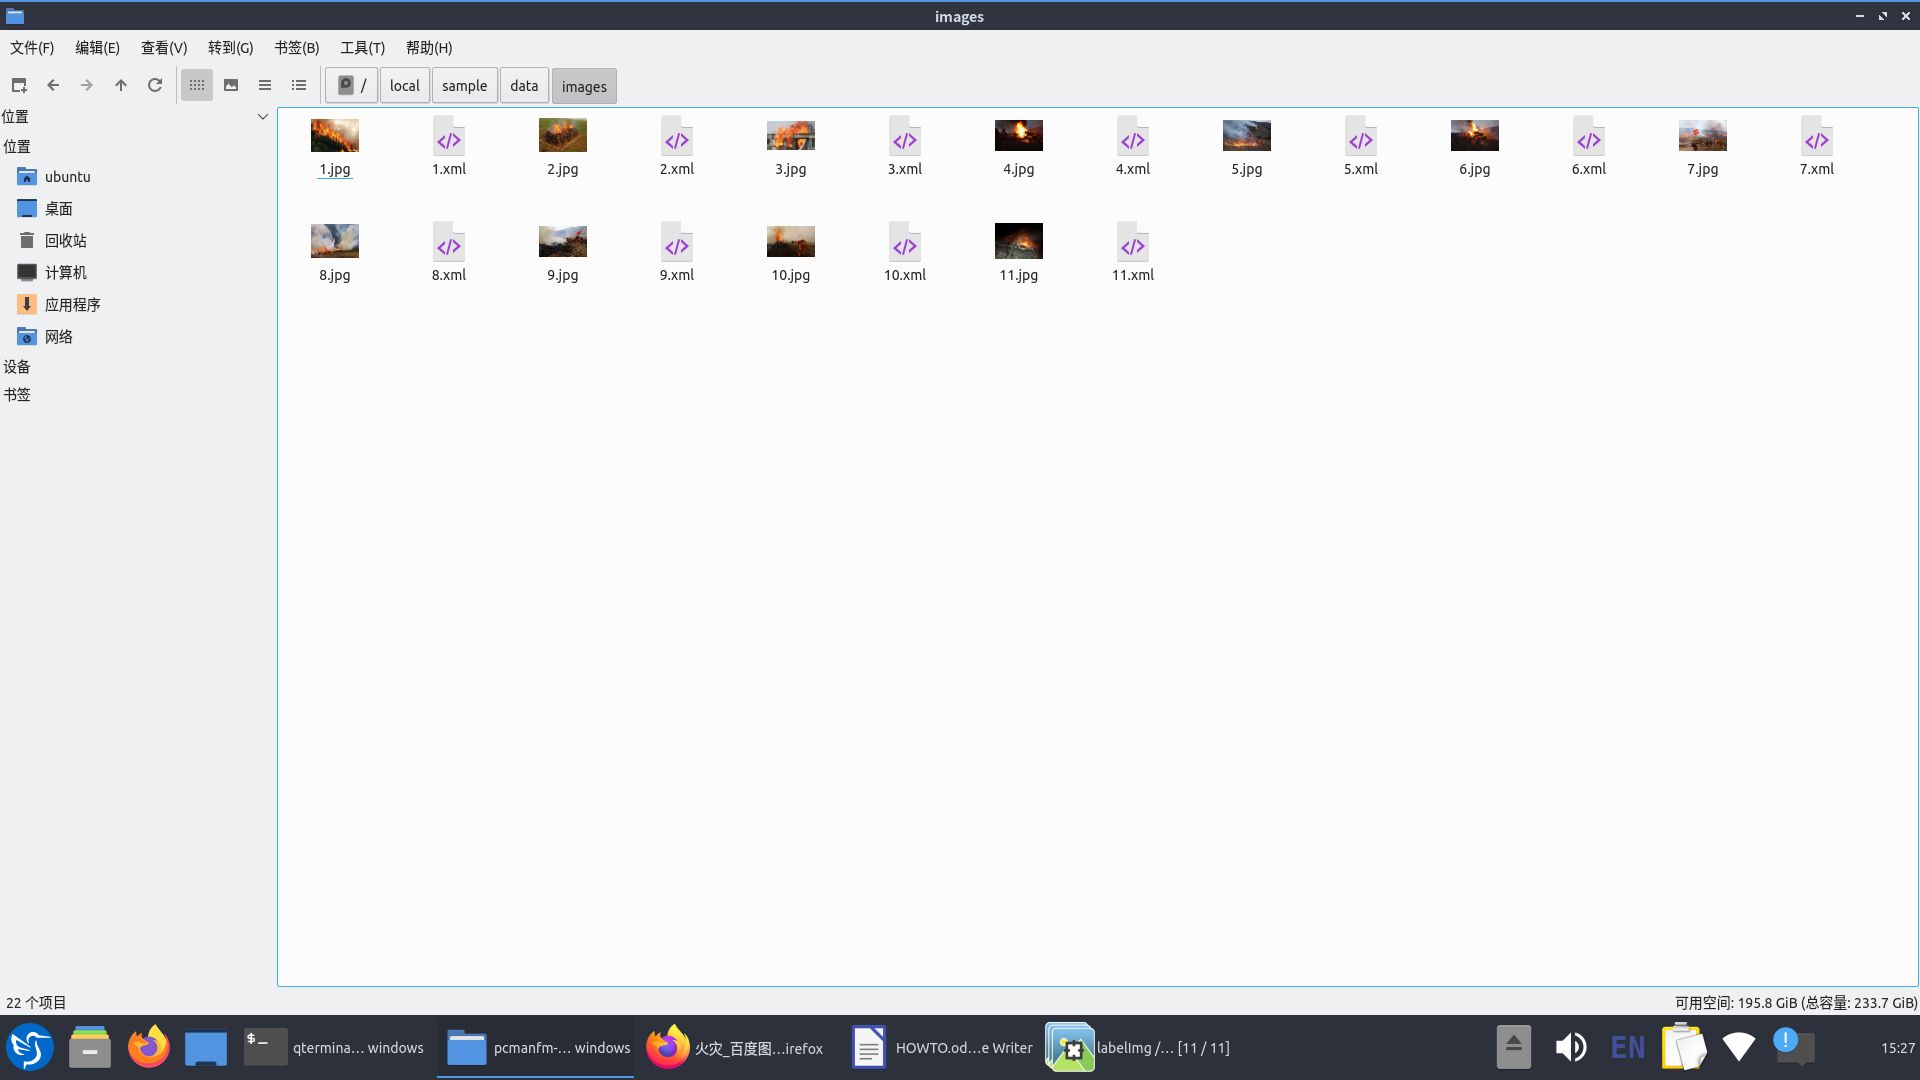 images
文件(F) 编辑(E) 查看(V) 转到(G) 书签(B) 工具(T) 帮助(H)
/ local sample data images
位置
位置
ubuntu
桌面
回收站
计算机
应用程序
网络
设备
书签
1.jpg 1.xml 2.jpg 2.xml 3.jpg 3.xml 4.jpg 4.xml 5.jpg 5.xml 6.jpg 6.xml 7.jpg 7.xml
8.jpg 8.xml 9.jpg 9.xml 10.jpg 10.xml 11.jpg 11.xml
22 个项目 可用空间: 195.8 GiB (总容量: 233.7 GiB)
$_ qtermina... windows pcmanfm-... windows 火灾_百度图...irefox HOWTO.od...e Writer labelImg /... [11 / 11] EN ! 15:27